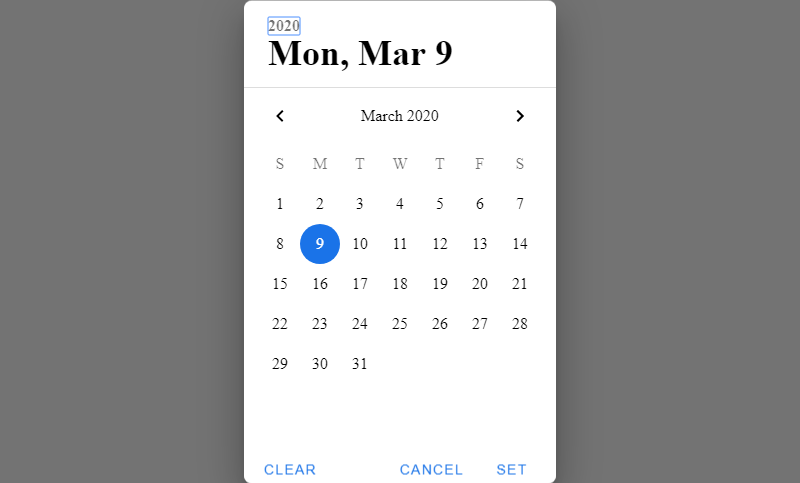 2020
Mon, Mar 9
March 2020
S M T W T F S
1 2 3 4 5 6 7
8 9 10 11 12 13 14
15 16 17 18 19 20 21
22 23 24 25 26 27 28
29 30 31
CLEAR CANCEL SET